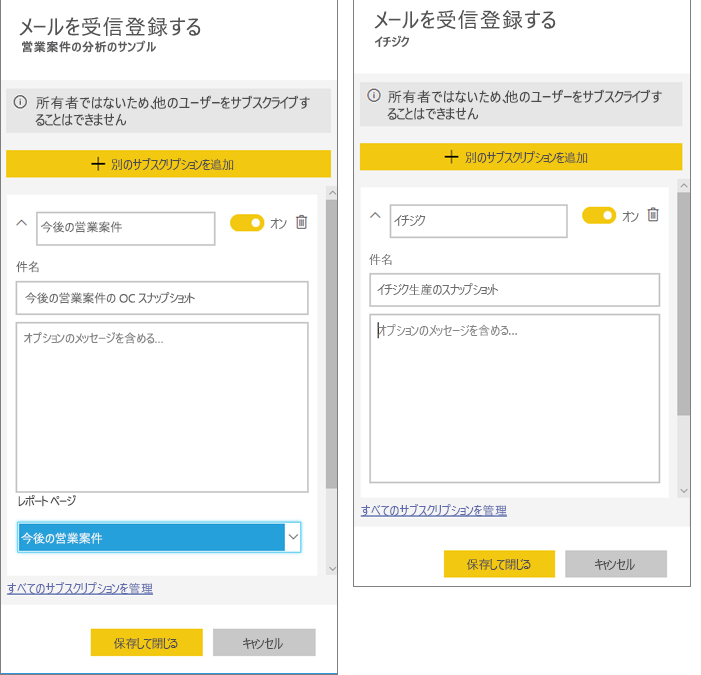 メールを受信登録する
営業案件の分析のサンプル
所有者ではないため、他のユーザーをサブスクライブす
ることはできません
別のサブスクリプションを追加
今後の営業案件
オン
件名
今後の営業案件の OC スナップショット
オプションのメッセージを含める...
レポート ページ
今後の営業案件
すべてのサブスクリプションを管理
保存して閉じる
キャンセル
メールを受信登録する
イチジク
所有者ではないため、他のユーザーをサブスクライブす
ることはできません
別のサブスクリプションを追加
イチジク
オン
件名
イチジク生産のスナップショット
オプションのメッセージを含める...
すべてのサブスクリプションを管理
保存して閉じる
キャンセル